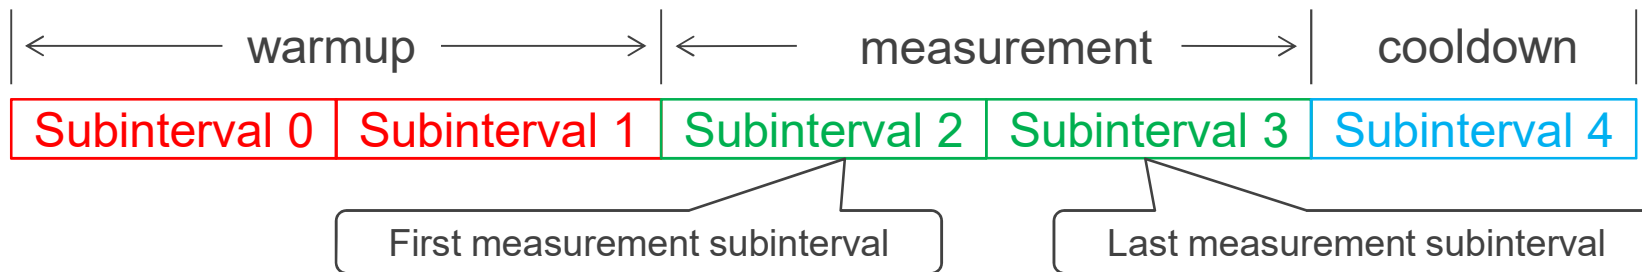 warmup measurement cooldown
Subinterval 0 Subinterval 1 Subinterval 2 Subinterval 3 Subinterval 4
First measurement subinterval Last measurement subinterval